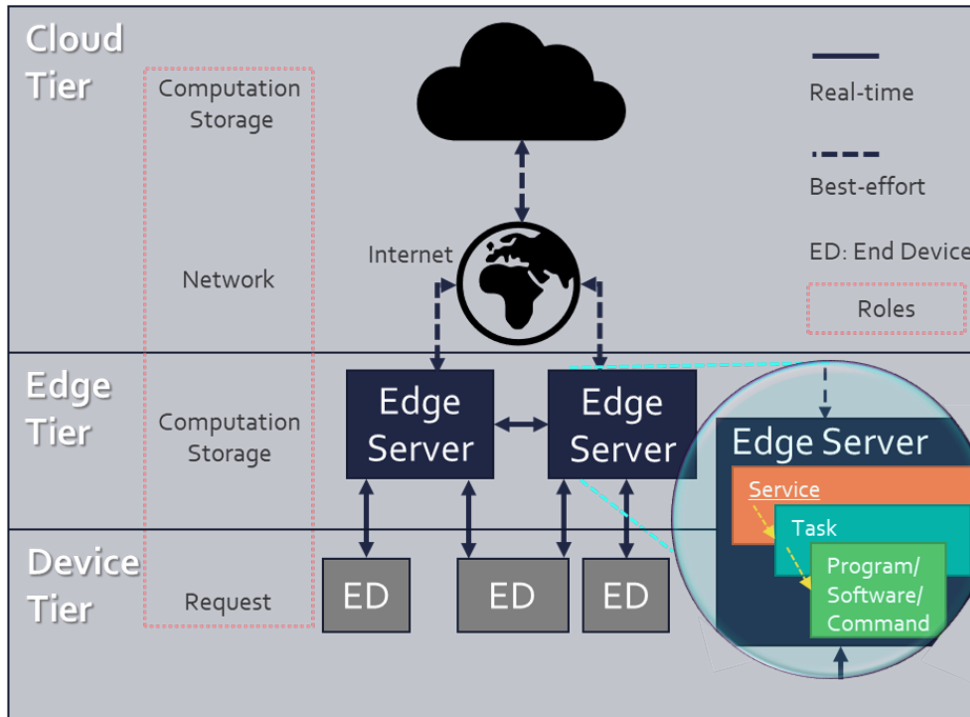 Cloud
Tier
Computation
Storage
Real-time
Best-effort
Internet
Network
ED: End Device
Roles
Edge
Tier
Computation
Storage
Edge
Server
Edge
Server
Edge Server
Service
Task
Program/
Software/
Command
Device
Tier
Request
ED
ED
ED